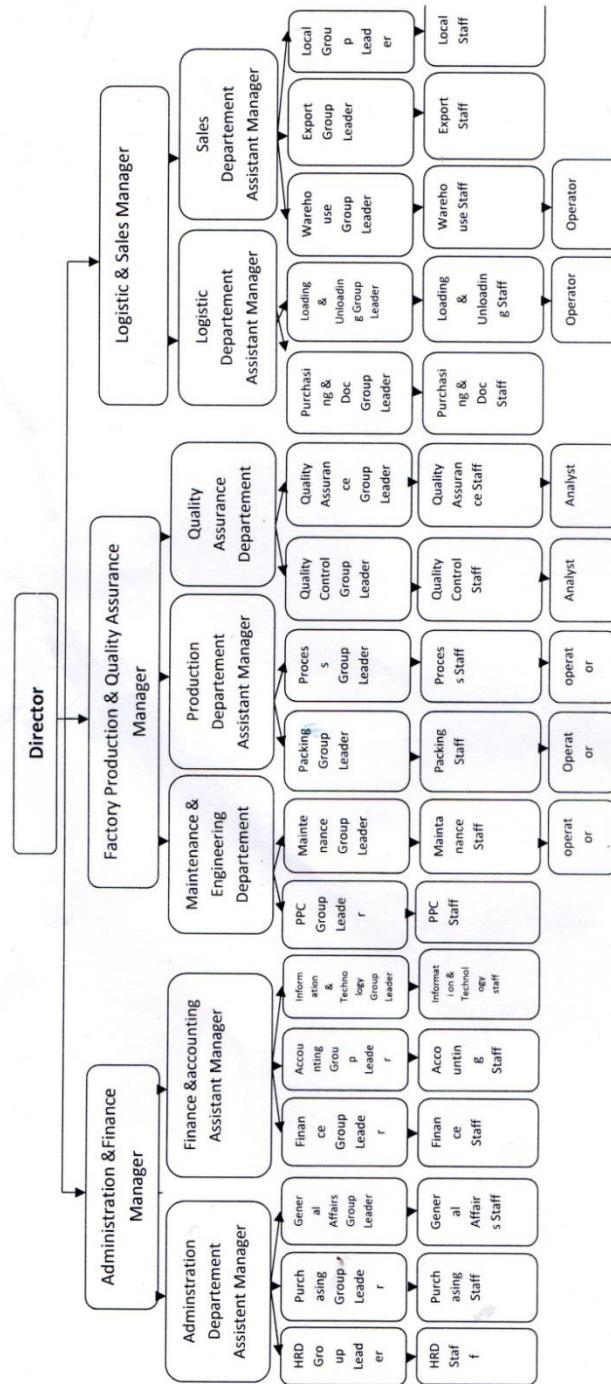 Director
Administration &Finance
Manager
Factory Production & Quality Assurance
Manager
Logistic & Sales Manager
Adminstration
Departement
Assistent Manager
Finance &accounting
Assistant Manager
Maintenance &
Engineering
Departement
Production
Departement
Assistant Manager
Quality
Assurance
Departement
Logistic
Departement
Assistant Manager
Sales
Departement
Assistant Manager
HRD
Gro
up
Lead
er
Purch
asing
Group
Leade
r
Gener
al
Affairs
Group
Leader
Finan
ce
Group
Leade
r
Accou
nting
Grou
p
Leade
r
Inform
ation
&
Techno
logy
Group
Leader
PPC
Group
Leade
r
Mainte
nance
Group
Leader
Packing
Group
Leader
Proces
s
Group
Leader
Quality
Control
Group
Leader
Quality
Assuran
ce
Group
Leader
Purchasi
ng &
Doc
Group
Leader
Loading
&
Unloadin
g Group
Leader
Wareho
use
Group
Leader
Export
Group
Leader
Local
Grou
p
Lead
er
HRD
Staf
f
Purch
asing
Staff
Gener
al
Affair
s Staff
Finan
ce
Staff
Acco
untin
g
Staff
Informat
i on &
Technol
ogy
staff
PPC
Staff
Mainta
nance
Staff
Packing
Staff
Proces
s Staff
Quality
Control
Staff
Quality
Assuran
ce Staff
Purchasi
ng & Doc
Staff
Loading
&
Unloadin
g Staff
Wareho
use Staff
Export
Staff
Local
Staff
operat
or
Operat
or
operat
or
Analyst
Analyst
Operator
Operator